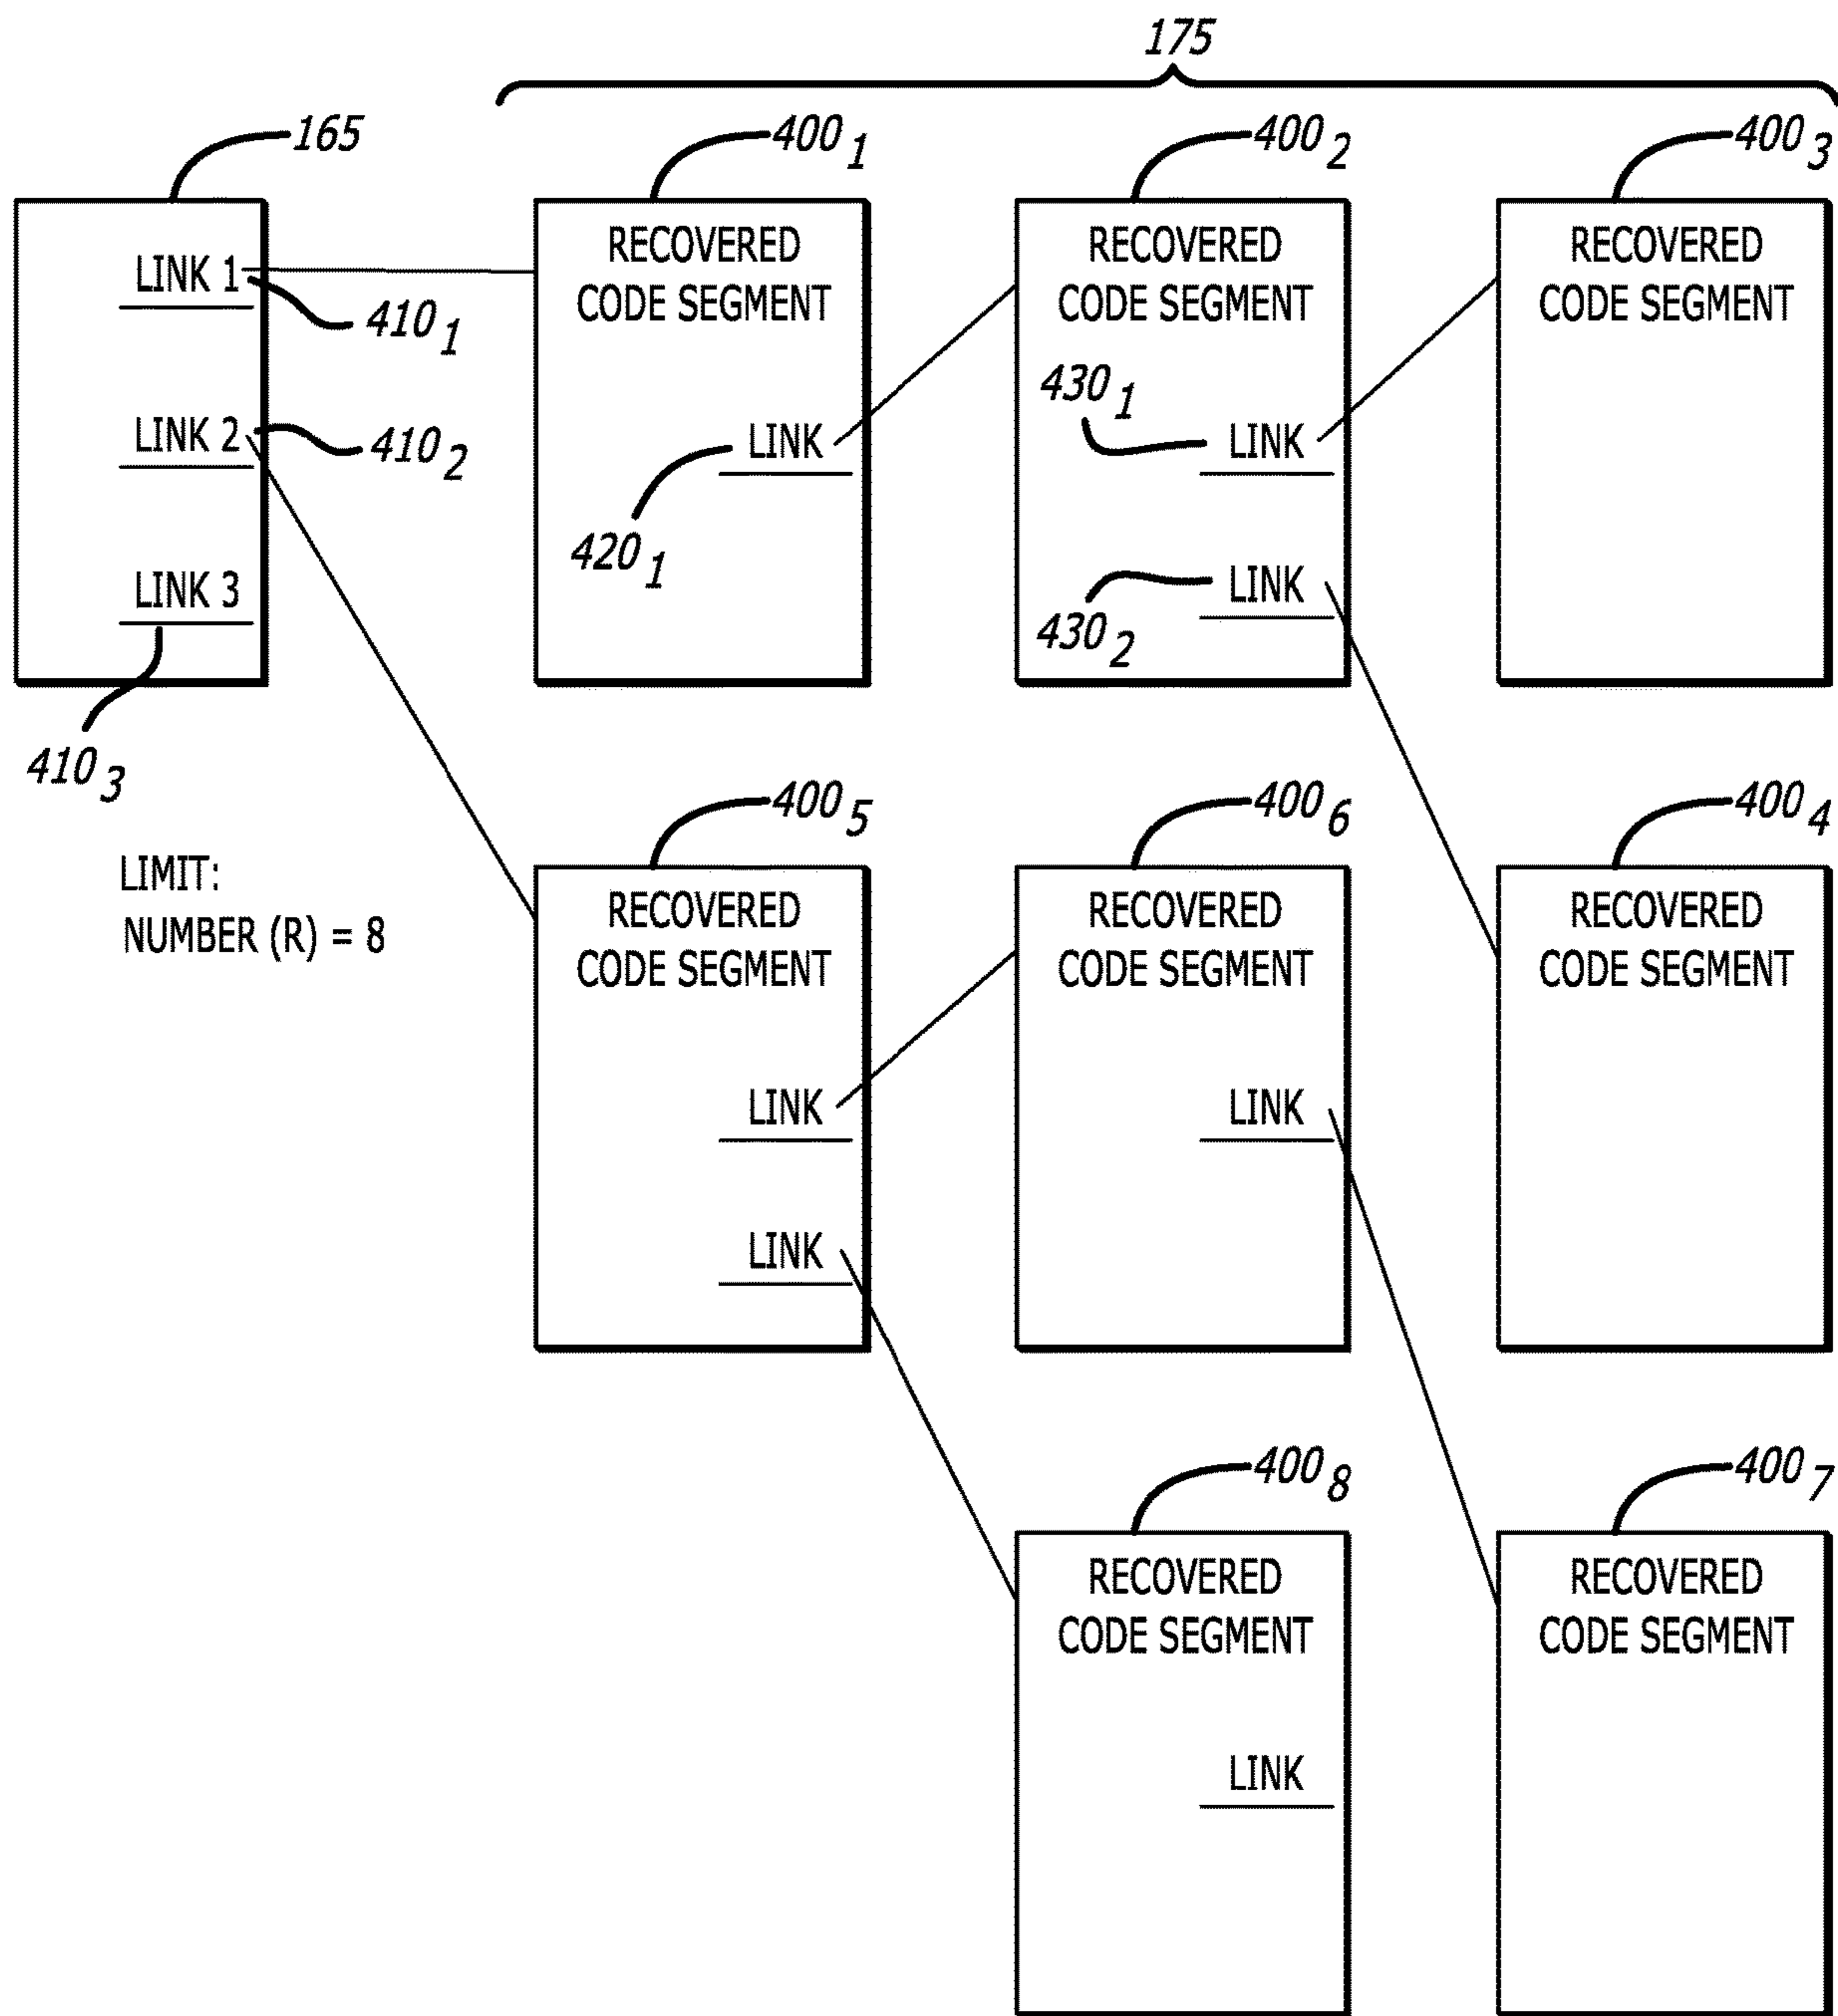 175
165
400 1
400 2
400 3
LINK 1
410 1
LINK 2
410 2
LINK 3
410 3
RECOVERED
CODE SEGMENT
LINK
420 1
RECOVERED
CODE SEGMENT
430 1
LINK
430 2
LINK
RECOVERED
CODE SEGMENT
LIMIT:
NUMBER (R) = 8
400 5
400 6
400 4
RECOVERED
CODE SEGMENT
LINK
LINK
RECOVERED
CODE SEGMENT
LINK
RECOVERED
CODE SEGMENT
400 8
400 7
RECOVERED
CODE SEGMENT
LINK
RECOVERED
CODE SEGMENT